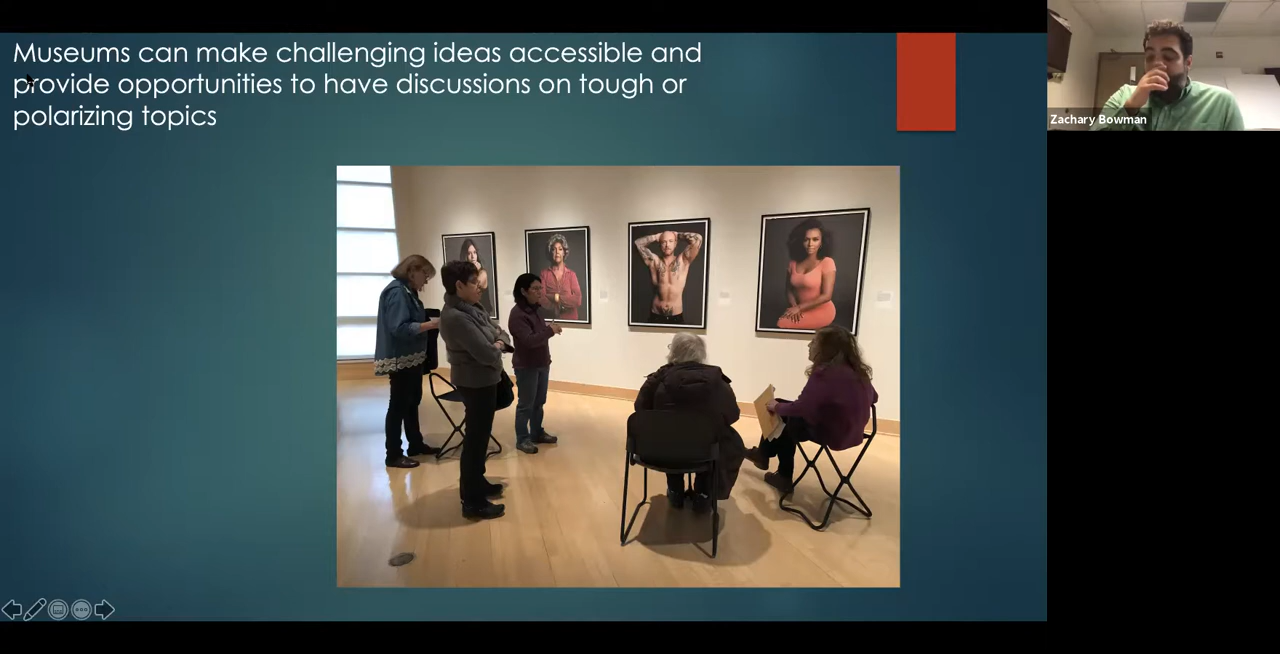 Museums can make challenging ideas accessible and
provide opportunities to have discussions on tough or
polarizing topics
Zachary Bowman